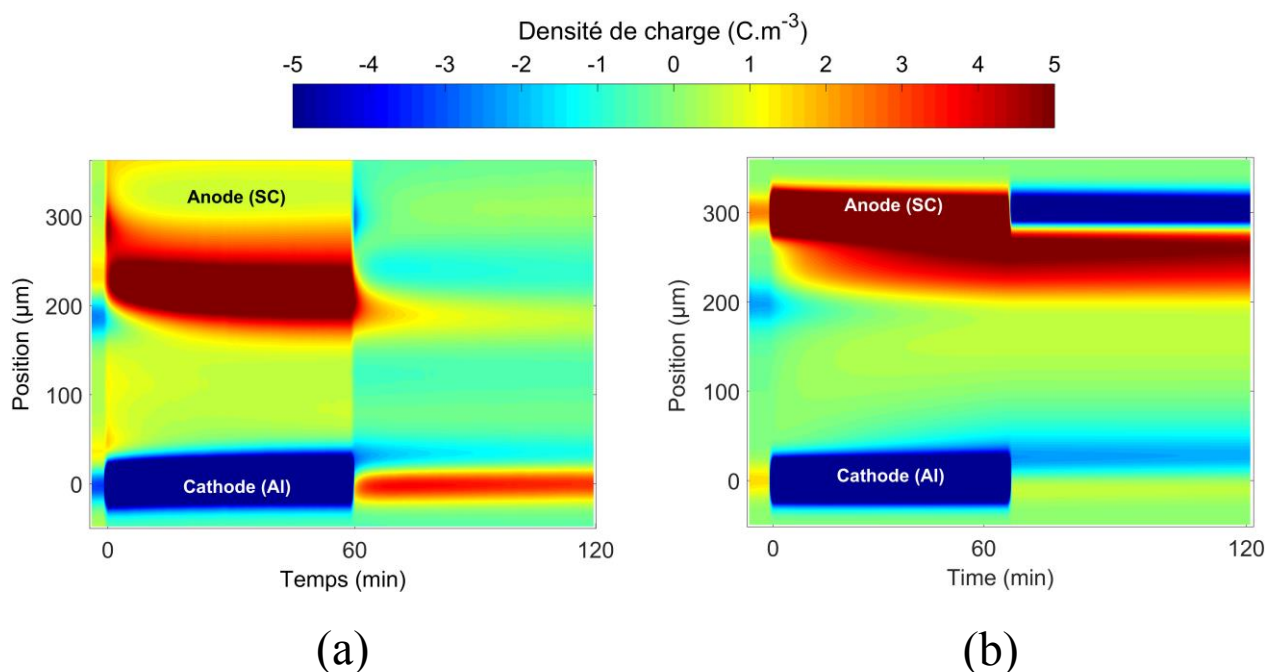 Densité de charge (C.m-3)
-5 -4 -3 -2 -1 0 1 2 3 4 5
Anode (SC)
300
200
100
0
Position (µm)
Cathode (Al)
0 60 120
Temps (min)
(a)
Anode (SC)
300
200
100
0
Position (µm)
Cathode (Al)
0 60 120
Time (min)
(b)